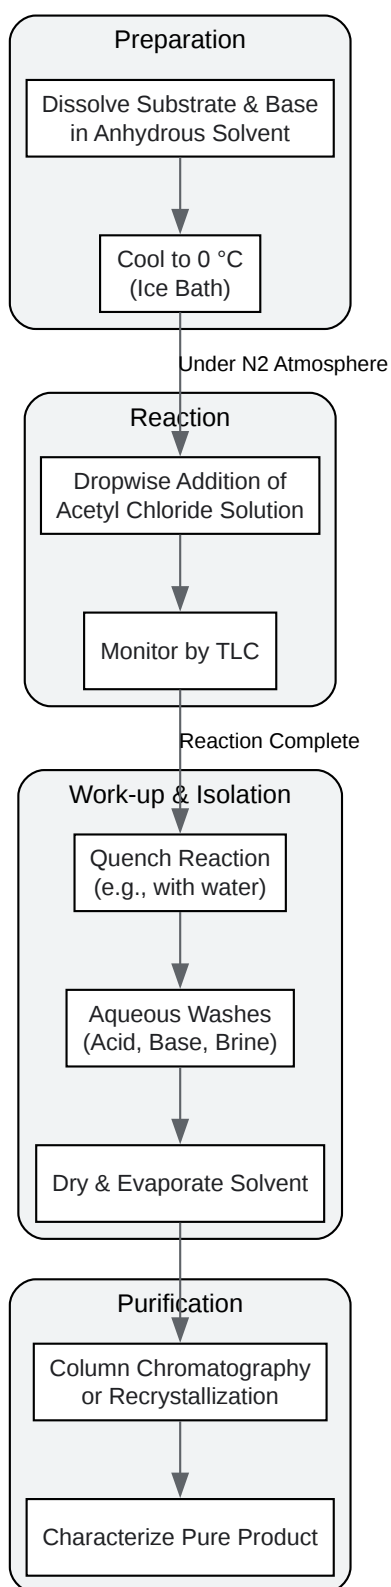 Preparation
Dissolve Substrate & Base
in Anhydrous Solvent
Cool to 0 °C
(Ice Bath)
Under N2 Atmosphere
Reaction
Dropwise Addition of
Acetyl Chloride Solution
Monitor by TLC
Reaction Complete
Work-up & Isolation
Quench Reaction
(e.g., with water)
Aqueous Washes
(Acid, Base, Brine)
Dry & Evaporate Solvent
Purification
Column Chromatography
or Recrystallization
Characterize Pure Product